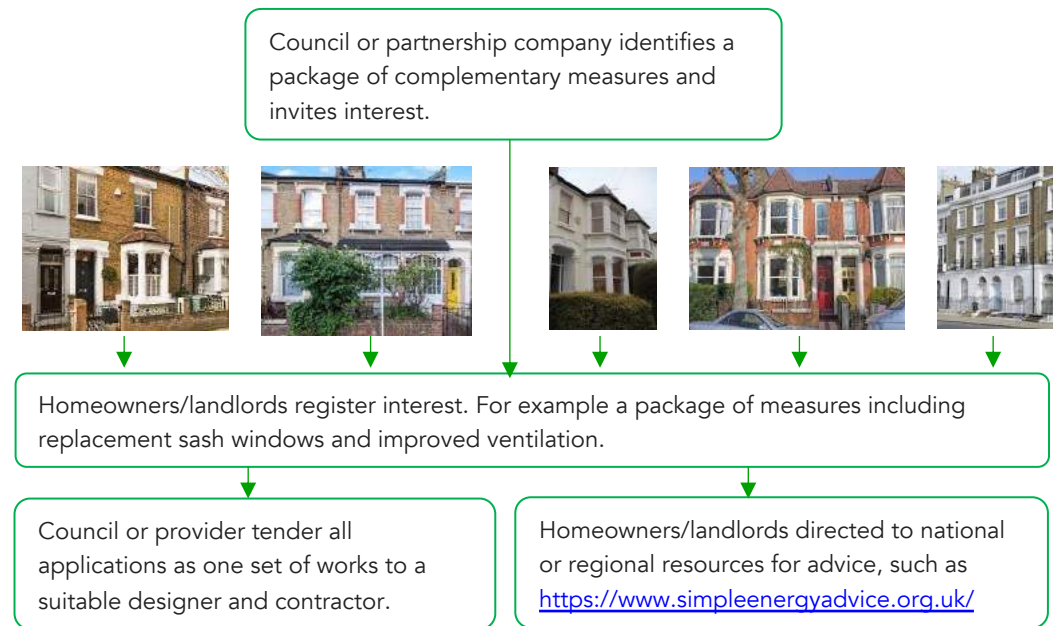 Council or partnership company identifies a
package of complementary measures and
invites interest.
Homeowners/landlords register interest. For example a package of measures including
replacement sash windows and improved ventilation.
Council or provider tender all
applications as one set of works to a
suitable designer and contractor.
Homeowners/landlords directed to national
or regional resources for advice, such as
https://www.simpleenergyadvice.org.uk/